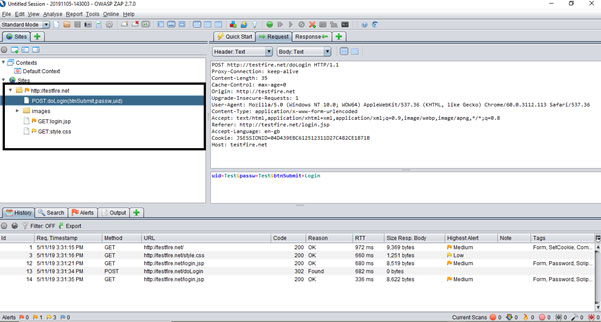 Untitled Session - 20191105-143003 - OWASP ZAP 2.7.0
File Edit View Analyse Report Tools Online Help
Standard Mode
Sites
Quick Start Request Response
Header: Text Body: Text
Contexts
Default Context
Sites
http://testfire.net
POST:doLogin(btnSubmit,passw,uid)
images
GET:login.jsp
GET:style.css
POST http://testfire.net/doLogin HTTP/1.1
Proxy-Connection: keep-alive
Content-Length: 35
Cache-Control: max-age=0
Origin: http://testfire.net
Upgrade-Insecure-Requests: 1
User-Agent: Mozilla/5.0 (Windows NT 10.0; WOW64) AppleWebKit/537.36 (KHTML, like Gecko) Chrome/60.0.3112.113 Safari/537.36
Content-Type: application/x-www-form-urlencoded
Accept: text/html,application/xhtml+xml,application/xml;q=0.9,image/webp,image/apng,*/*;q=0.8
Referer: http://testfire.net/login.jsp
Accept-Language: en-gb
Host: testfire.net
uid=Test&passw=Test&btnSubmit=Login
History Search Alerts Output
Filter: OFF Export
Id Req. Timestamp Method URL Code Reason RTT Size Resp. Body Highest Alert Note Tags
1 5/11/19 3:31:15 PM GET http://testfire.net/ 200 OK 972 ms 9,369 bytes Medium Form, SetCookie, Com...
3 5/11/19 3:31:16 PM GET http://testfire.net/style.css 200 OK 660 ms 1,251 bytes Low
12 5/11/19 3:31:21 PM GET http://testfire.net/login.jsp 200 OK 680 ms 8,519 bytes Medium Form, Password, Scrip...
13 5/11/19 3:31:34 PM POST http://testfire.net/doLogin 302 Found 682 ms 0 bytes
14 5/11/19 3:31:35 PM GET http://testfire.net/login.jsp 200 OK 336 ms 8,622 bytes Medium Form, Password, Scrip...
Alerts 0 1 3 0 Current Scans 0 0 0 0 0 0 0